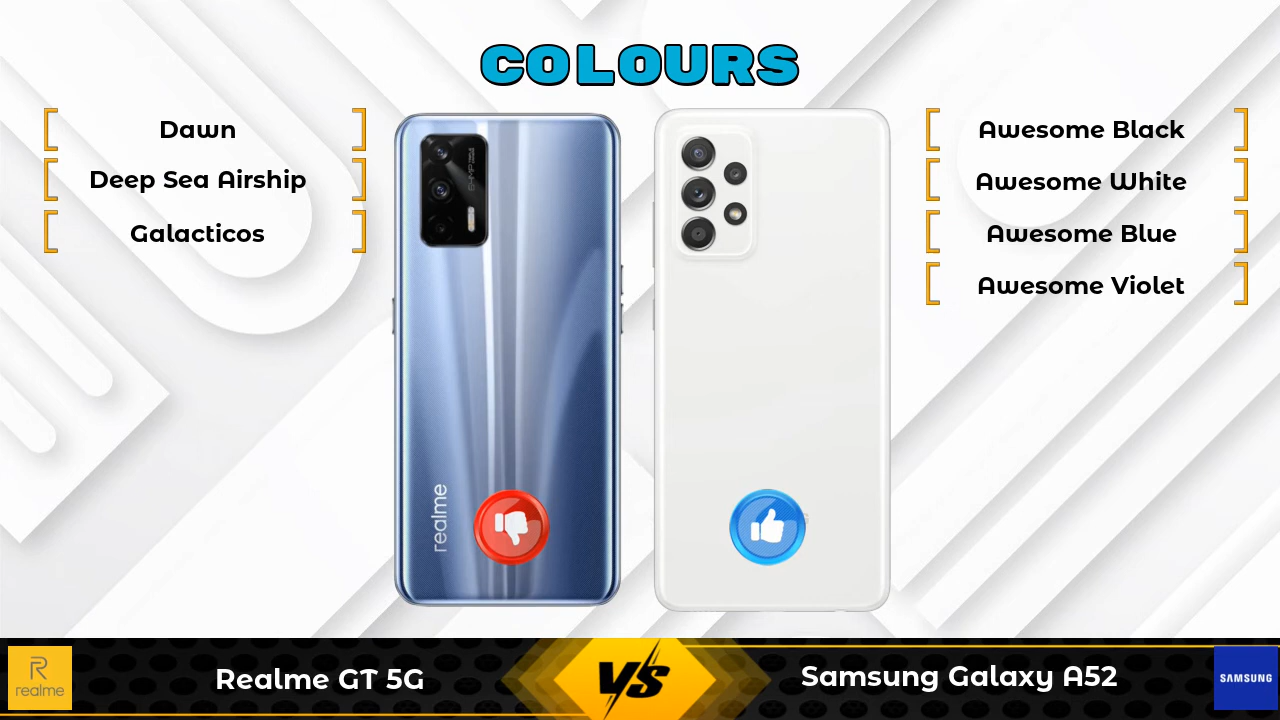 COLOURS
Dawn
Deep Sea Airship
Galacticos
Awesome Black
Awesome White
Awesome Blue
Awesome Violet
realme
Realme GT 5G
VS
Samsung Galaxy A52
realme
SAMSUNG